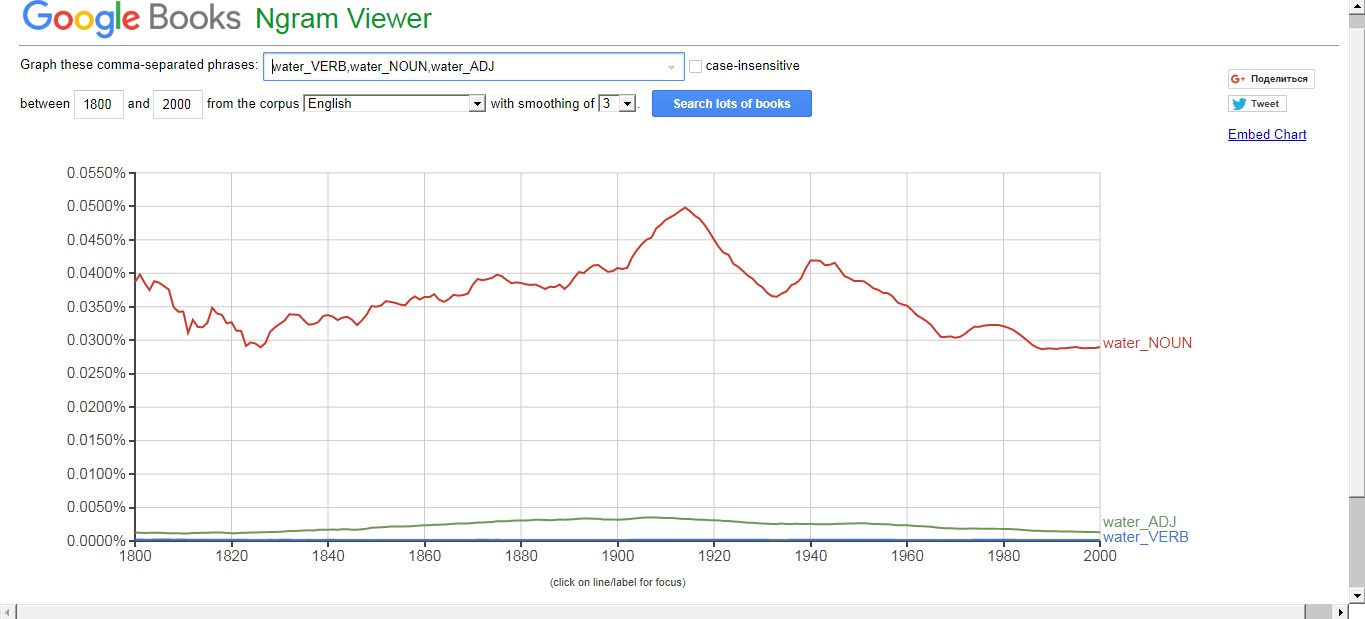 Google Books Ngram Viewer
Graph these comma-separated phrases: water_VERB,water_NOUN,water_ADJ case-insensitive
between 1800 and 2000 from the corpus English with smoothing of 3 . Search lots of books
G+ Поделиться
Tweet
Embed Chart
0.0550%
0.0500%
0.0450%
0.0400%
0.0350%
0.0300%
water_NOUN
0.0250%
0.0200%
0.0150%
0.0100%
0.0050%
water_ADJ
water_VERB
0.0000%
1800 1820 1840 1860 1880 1900 1920 1940 1960 1980 2000
(click on line/label for focus)